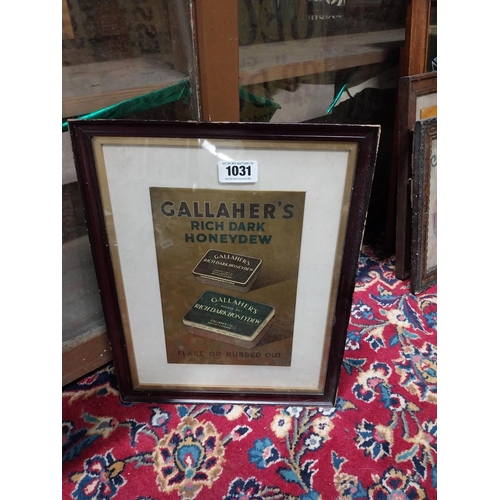 1031
GALLAHER'S
RICH DARK
HONEYDEW
GALLAHER'S
RICH DARK HONEYDEW
GALLAHER'S
RICH DARK HONEYDEW
FLAKE OR RUBBED OUT